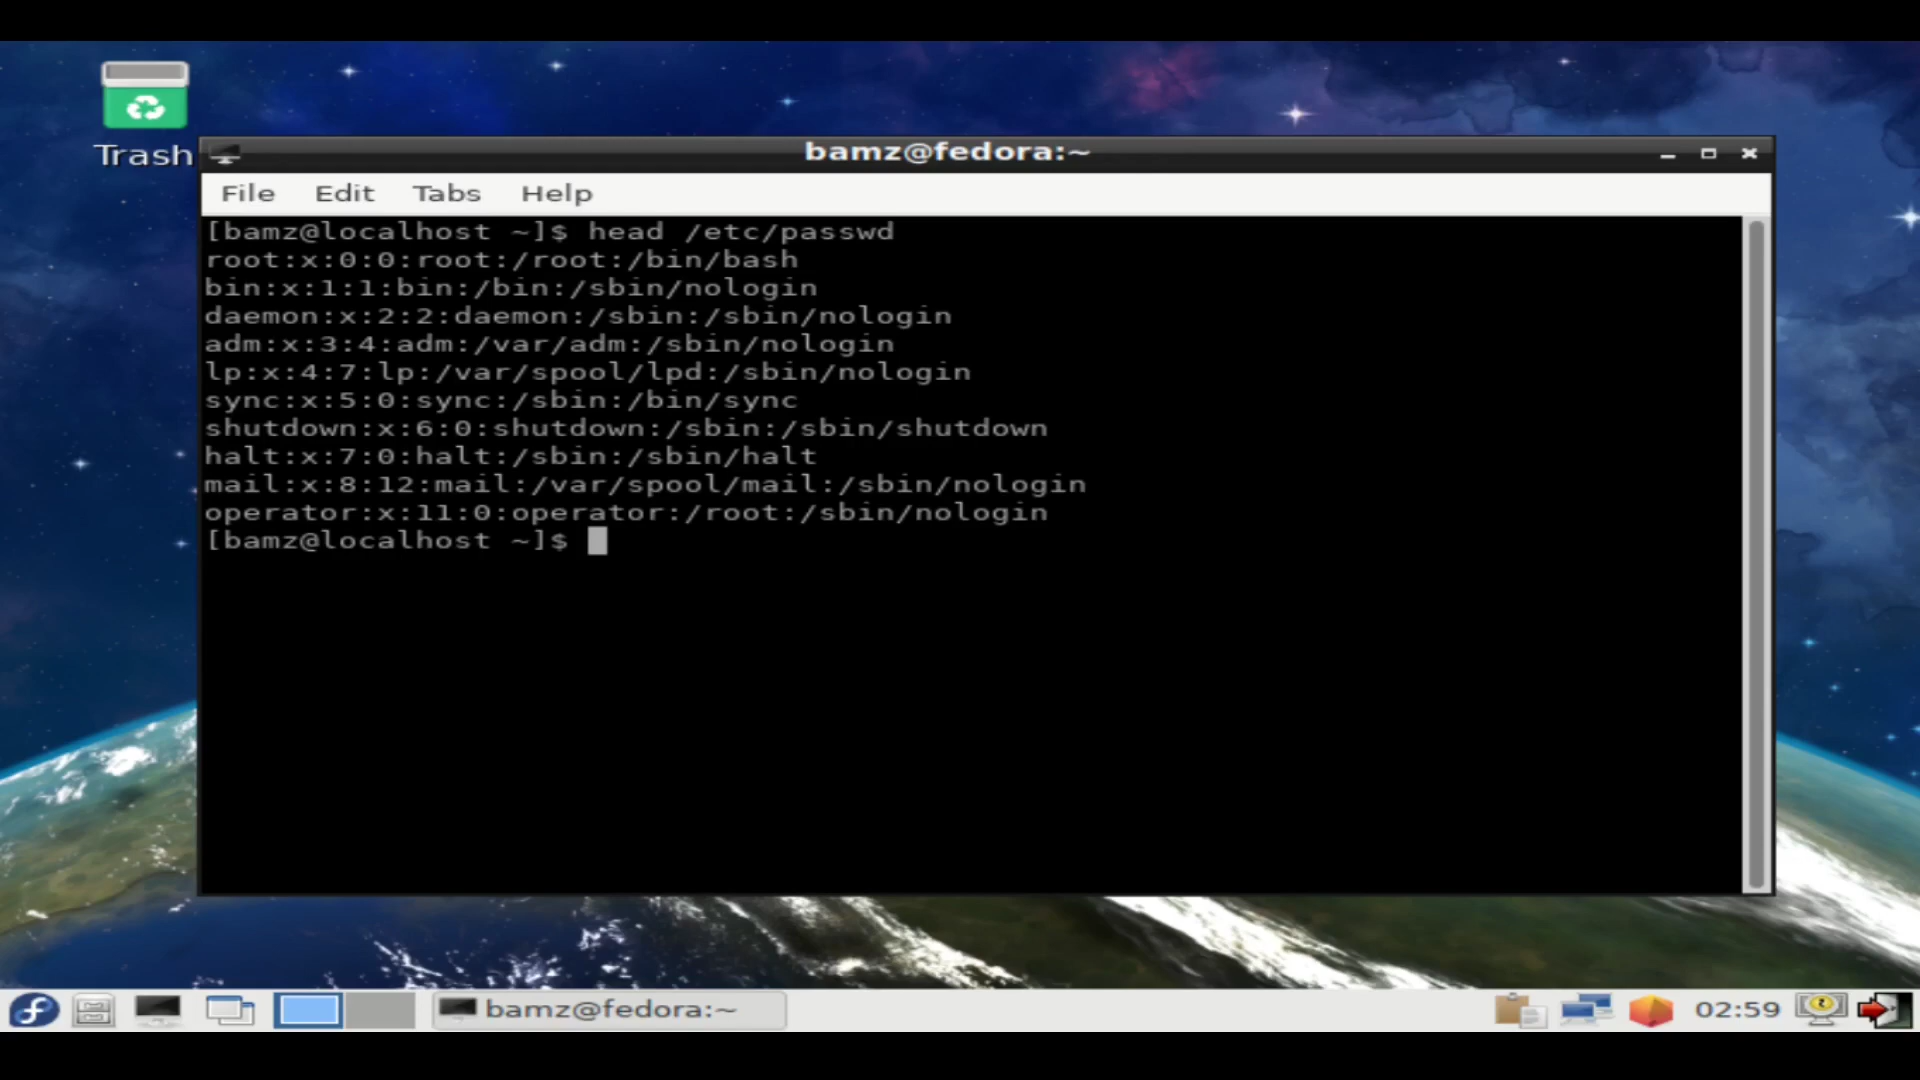 Trash
bamz@fedora:~
File Edit Tabs Help
[bamz@localhost ~]$ head /etc/passwd
root:x:0:0:root:/root:/bin/bash
bin:x:1:1:bin:/bin:/sbin/nologin
daemon:x:2:2:daemon:/sbin:/sbin/nologin
adm:x:3:4:adm:/var/adm:/sbin/nologin
lp:x:4:7:lp:/var/spool/lpd:/sbin/nologin
sync:x:5:0:sync:/sbin:/bin/sync
shutdown:x:6:0:shutdown:/sbin:/sbin/shutdown
halt:x:7:0:halt:/sbin:/sbin/halt
mail:x:8:12:mail:/var/spool/mail:/sbin/nologin
operator:x:11:0:operator:/root:/sbin/nologin
[bamz@localhost ~]$
bamz@fedora:~ 02:59